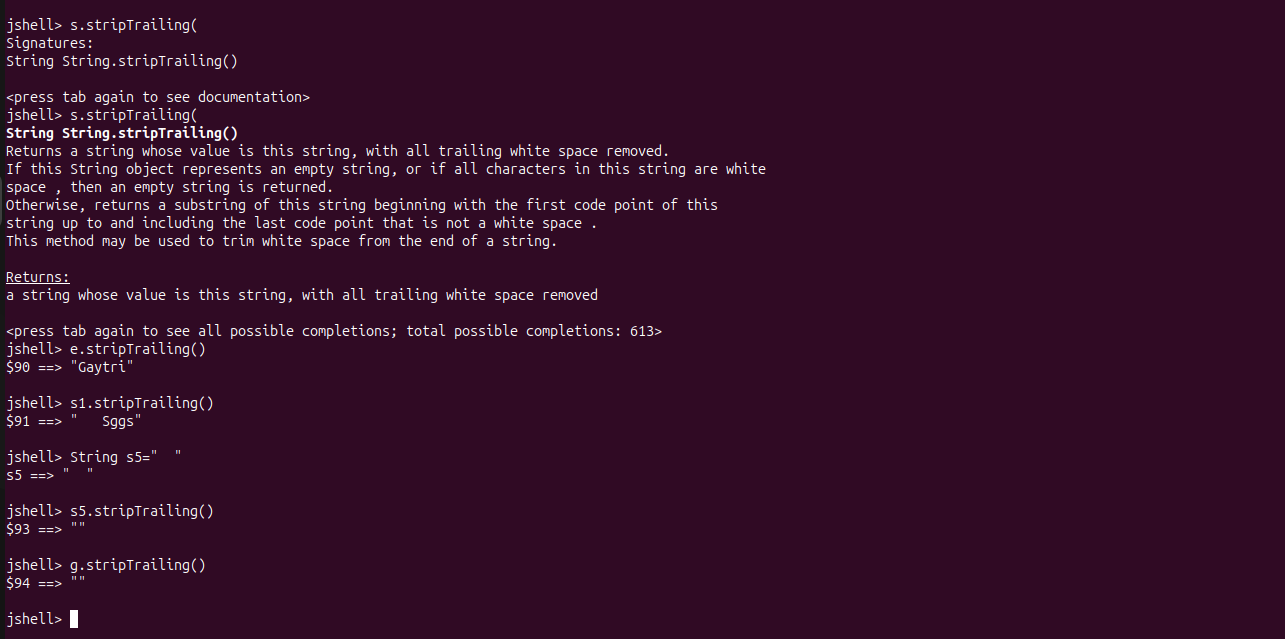 jshell> s.stripTrailing(
Signatures:
String String.stripTrailing()
<press tab again to see documentation>
jshell> s.stripTrailing(
String String.stripTrailing()
Returns a string whose value is this string, with all trailing white space removed.
If this String object represents an empty string, or if all characters in this string are white
space , then an empty string is returned.
Otherwise, returns a substring of this string beginning with the first code point of this
string up to and including the last code point that is not a white space .
This method may be used to trim white space from the end of a string.
Returns:
a string whose value is this string, with all trailing white space removed
<press tab again to see all possible completions; total possible completions: 613>
jshell> e.stripTrailing()
$90 ==> "Gaytri"
jshell> s1.stripTrailing()
$91 ==> "   Sggs"
jshell> String s5="  "
s5 ==> "  "
jshell> s5.stripTrailing()
$93 ==> ""
jshell> g.stripTrailing()
$94 ==> ""
jshell>